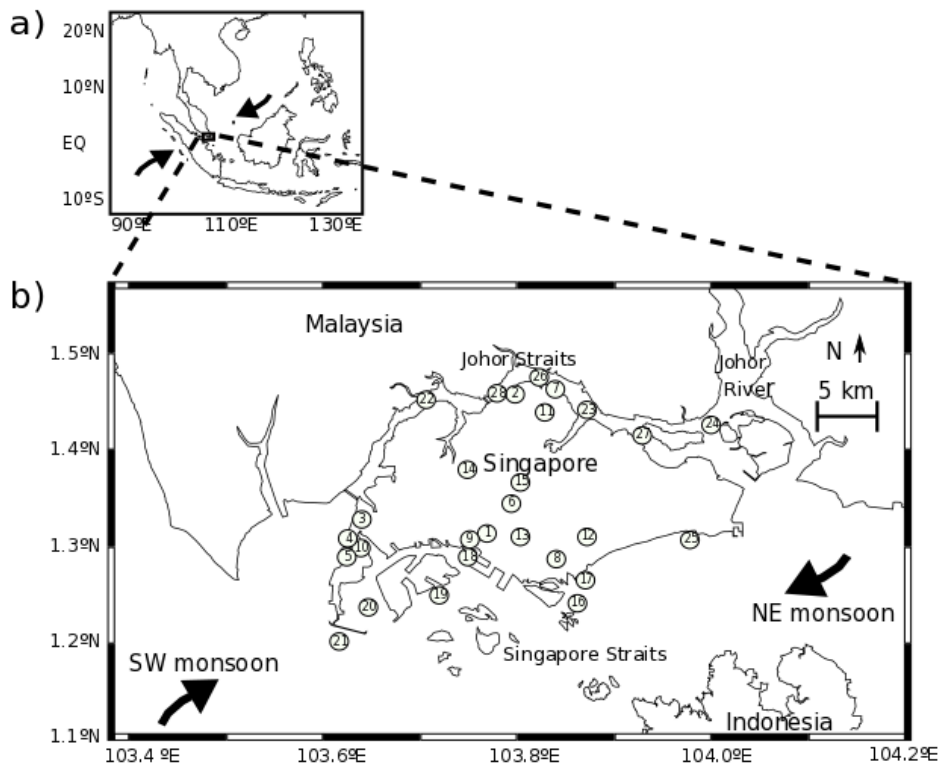 a)
20ºN
10ºN
EQ
10ºS
90ºE 110ºE 130ºE
b)
Malaysia
1.5ºN
Johor Straits
Johor
River
N
5 km
26
28 2 7
22
11 23
24
27
1.4ºN
14 Singapore
15
6
3
4 9 1 13 12 25
1.3ºN
10
5 18 8
17
19 16
20
NE monsoon
1.2ºN
21
Singapore Straits
SW monsoon
Indonesia
1.1ºN
103.4 ºE 103.6ºE 103.8ºE 104.0ºE 104.2ºE